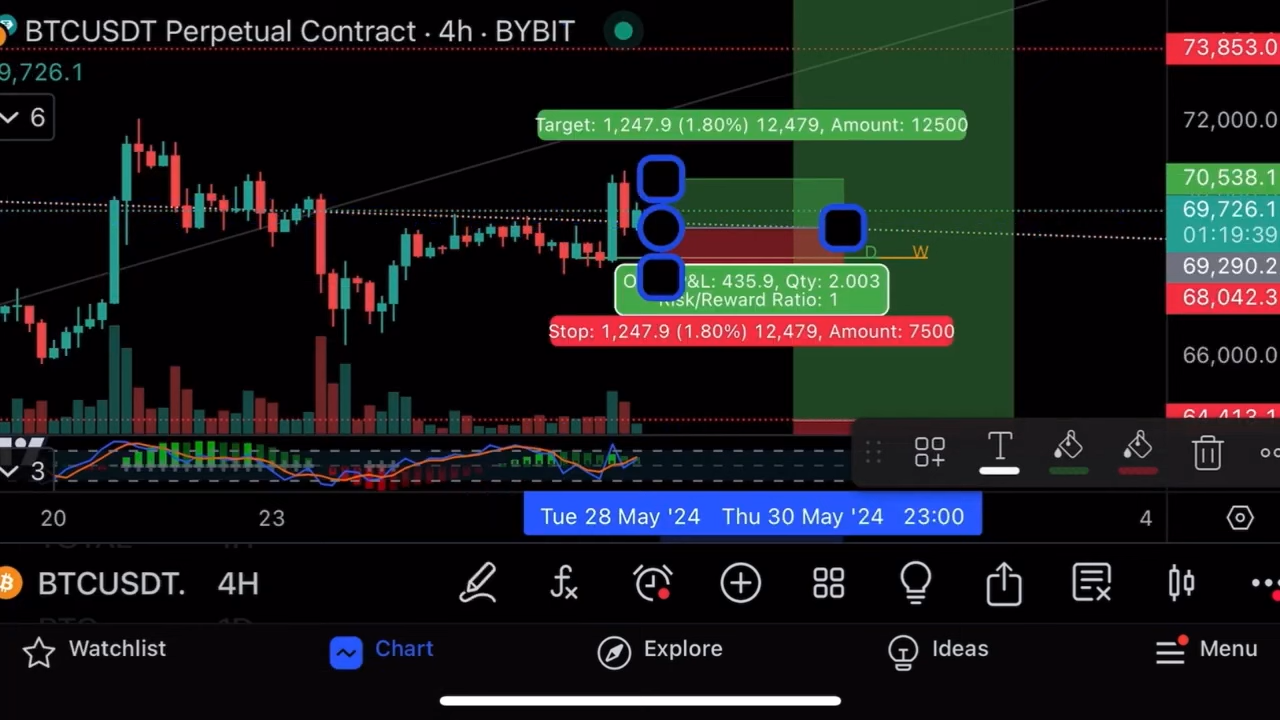 BTCUSDT Perpetual Contract · 4h · BYBIT
9,726.1
6
73,853.0
Target: 1,247.9 (1.80%) 12,479, Amount: 12500
72,000.0
70,538.1
69,726.1
01:19:39
D
W
69,290.2
P&L: 435.9, Qty: 2.003
Risk/Reward Ratio: 1
68,042.3
Stop: 1,247.9 (1.80%) 12,479, Amount: 7500
66,000.0
64,413.1
3
T
20
23
Tue 28 May '24
Thu 30 May '24 23:00
4
BTCUSDT. 4H
Watchlist
Chart
Explore
Ideas
Menu